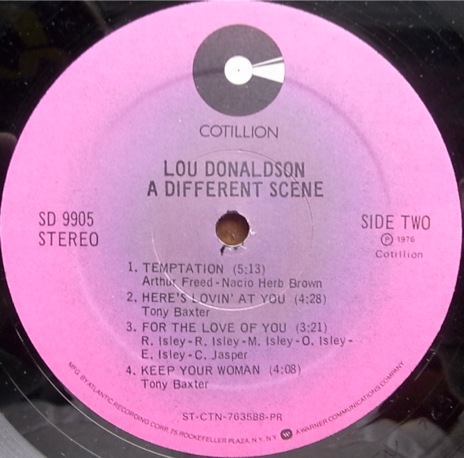 COTILLION
LOU DONALDSON
A DIFFERENT SCENE
SD 9905
STEREO
SIDE TWO
Ⓟ 1976
Cotillion
1. TEMPTATION (5:13)
Arthur Freed-Nacio Herb Brown
2. HERE'S LOVIN' AT YOU (4:28)
Tony Baxter
3. FOR THE LOVE OF YOU (3:21)
R. Isley-R. Isley-M. Isley-O. Isley-
E. Isley-C. Jasper
4. KEEP YOUR WOMAN (4:08)
Tony Baxter
ST-CTN-763588-PR
MFG. BY ATLANTIC RECORDING CORP. 75 ROCKEFELLER PLAZA, N.Y., N.Y. W A WARNER COMMUNICATIONS COMPANY